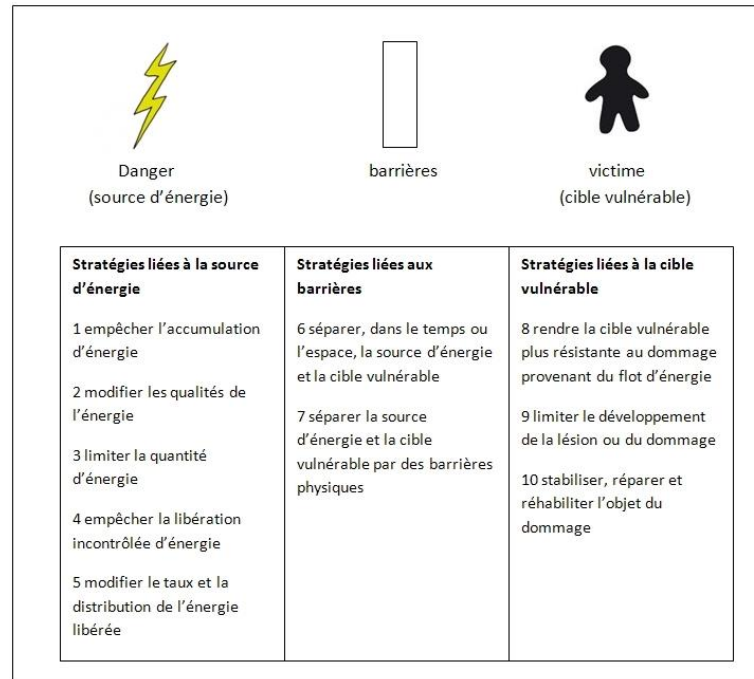 Danger
(source d'énergie)
barrières
victime
(cible vulnérable)
Stratégies liées à la source
d'énergie
1 empêcher l'accumulation
d'énergie
2 modifier les qualités de
l'énergie
3 limiter la quantité
d'énergie
4 empêcher la libération
incontrôlée d'énergie
5 modifier le taux et la
distribution de l'énergie
libérée
Stratégies liées aux
barrières
6 séparer, dans le temps ou
l'espace, la source d'énergie
et la cible vulnérable
7 séparer la source
d'énergie et la cible
vulnérable par des barrières
physiques
Stratégies liées à la cible
vulnérable
8 rendre la cible vulnérable
plus résistante au dommage
provenant du flot d'énergie
9 limiter le développement
de la lésion ou du dommage
10 stabiliser, réparer et
réhabiliter l'objet du
dommage